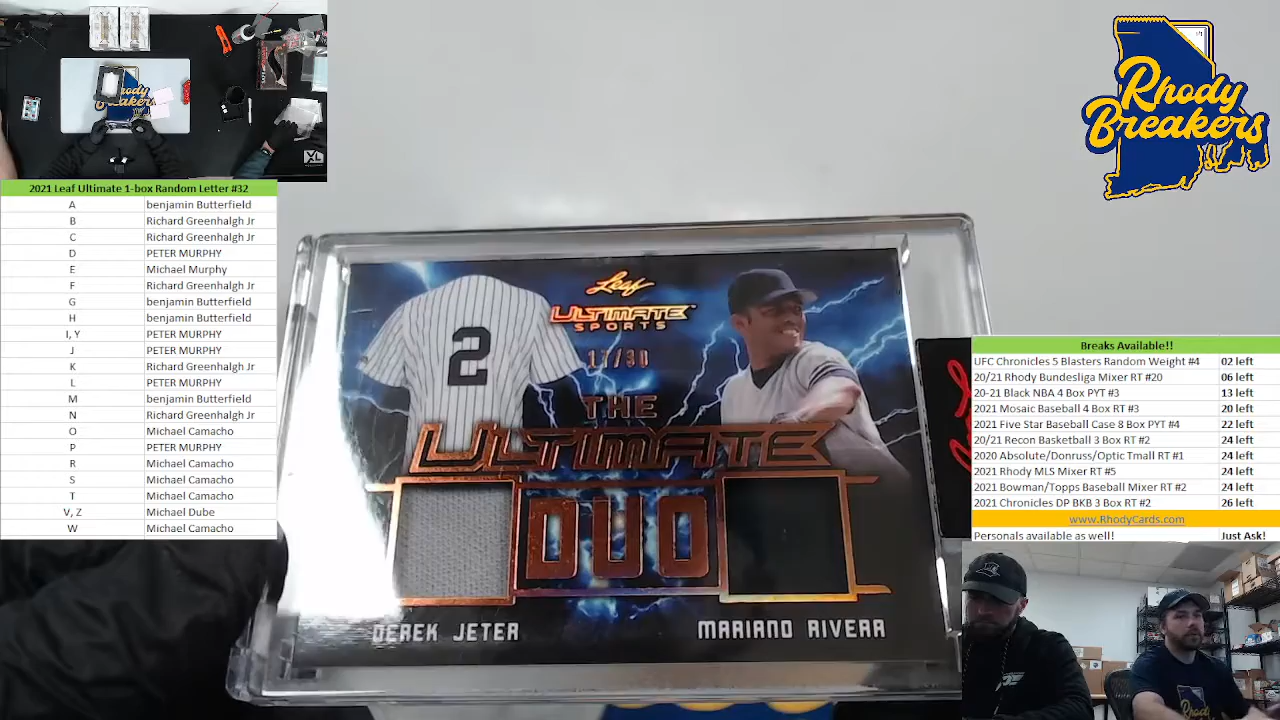 Rhody
Breakers
2021 Leaf Ultimate 1-box Random Letter #32
A benjamin Butterfield
B Richard Greenhalgh Jr
C Richard Greenhalgh Jr
D PETER MURPHY
E Michael Murphy
F Richard Greenhalgh Jr
G benjamin Butterfield
H benjamin Butterfield
I, Y PETER MURPHY
J PETER MURPHY
K Richard Greenhalgh Jr
L PETER MURPHY
M benjamin Butterfield
N Richard Greenhalgh Jr
O Michael Camacho
P PETER MURPHY
R Michael Camacho
S Michael Camacho
T Michael Camacho
V, Z Michael Dube
W Michael Camacho
Leaf
ULTIMATE
SPORTS
2
THE
ULTIMATE
DUO
DEREK JETER
MARIANO RIVERA
Breaks Available!!
UFC Chronicles 5 Blasters Random Weight #4 02 left
20/21 Rhody Bundesliga Mixer RT #20 06 left
20-21 Black NBA 4 Box PYT #3 13 left
2021 Mosaic Baseball 4 Box RT #3 20 left
2021 Five Star Baseball Case 8 Box PYT #4 22 left
20/21 Recon Basketball 3 Box RT #2 24 left
2020 Absolute/Donruss/Optic Tmall RT #1 24 left
2021 Rhody MLS Mixer RT #5 24 left
2021 Bowman/Topps Baseball Mixer RT #2 24 left
2021 Chronicles DP BKB 3 Box RT #2 26 left
www.RhodyCards.com
Personals available as well! Just Ask!
Rhody
Breakers
XL